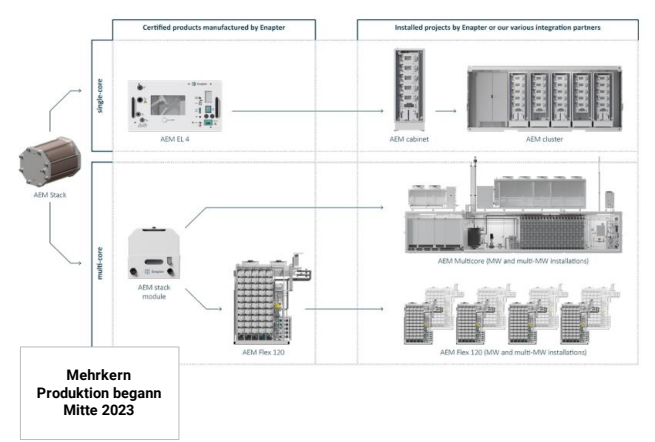 Certified products manufactured by Enapter
Installed projects by Enapter or our various integration partners
single-core
Enapter
AEM EL 4
AEM cabinet
AEM cluster
AEM Stack
multi-core
Enapter
AEM stack
module
AEM Multicore (MW and multi-MW installations)
AEM Flex 120
AEM Flex 120 (MW and multi-MW installations)
Mehrkern
Produktion begann
Mitte 2023